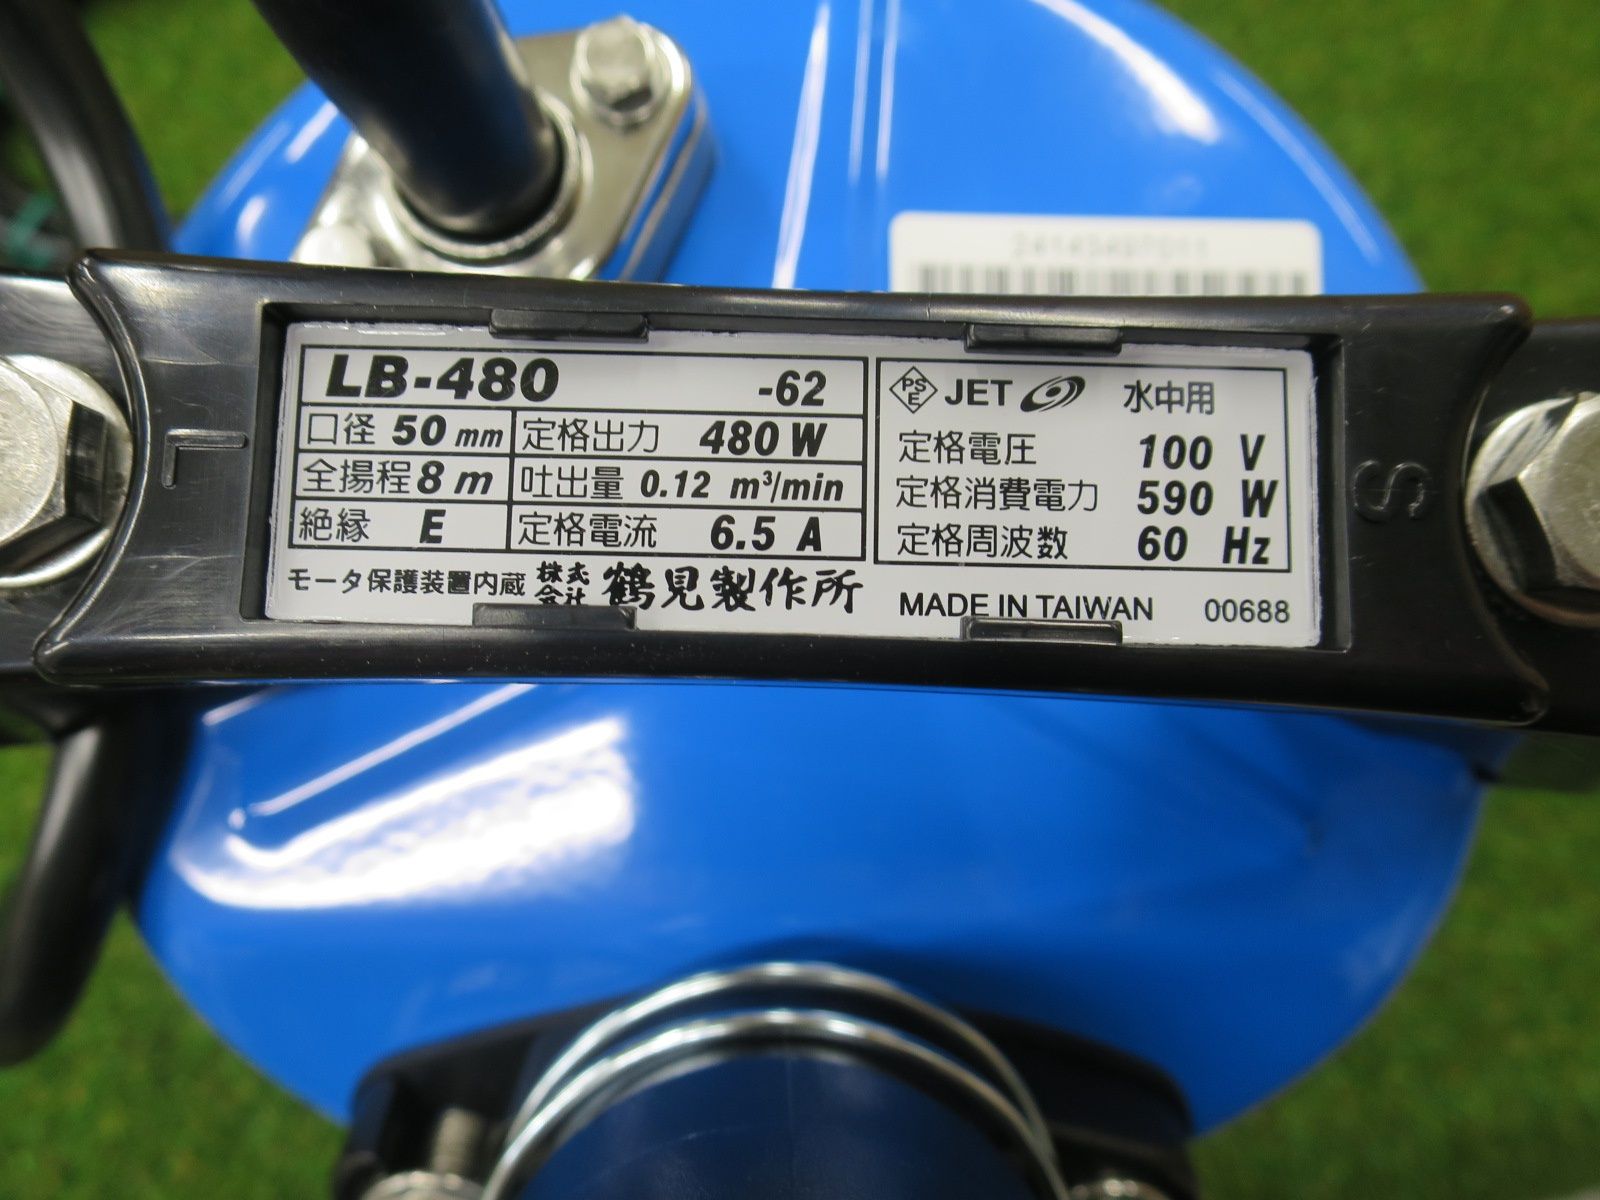 LB-480 -62
口径 50 mm 定格出力 480 W
全揚程 8 m 吐出量 0.12 m³/min
絶縁 E 定格電流 6.5 A
モータ保護装置内蔵 株式会社 鶴見製作所
PSE JET 水中用
定格電圧 100 V
定格消費電力 590 W
定格周波数 60 Hz
MADE IN TAIWAN 00688
L
S